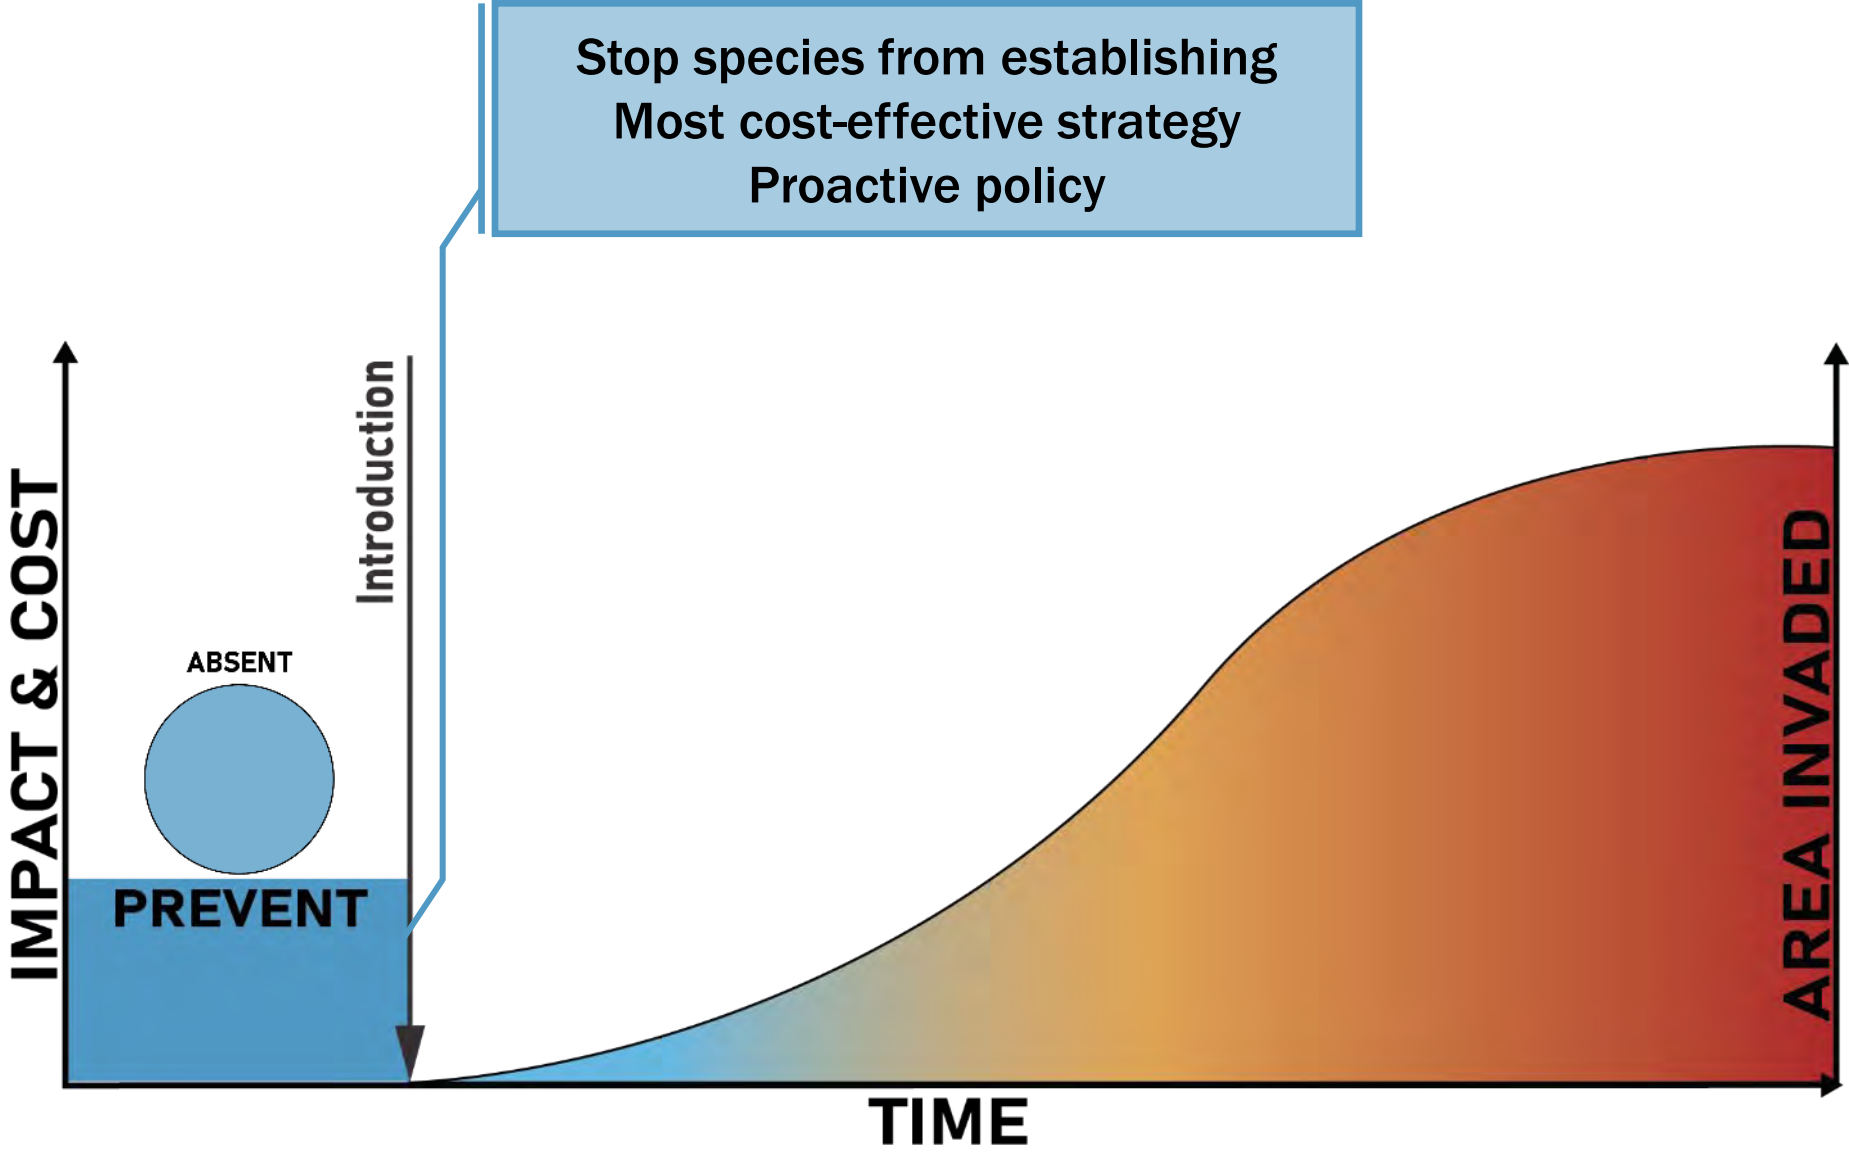 Stop species from establishing
Most cost-effective strategy
Proactive policy
IMPACT & COST
Introduction
ABSENT
PREVENT
AREA INVADED
TIME